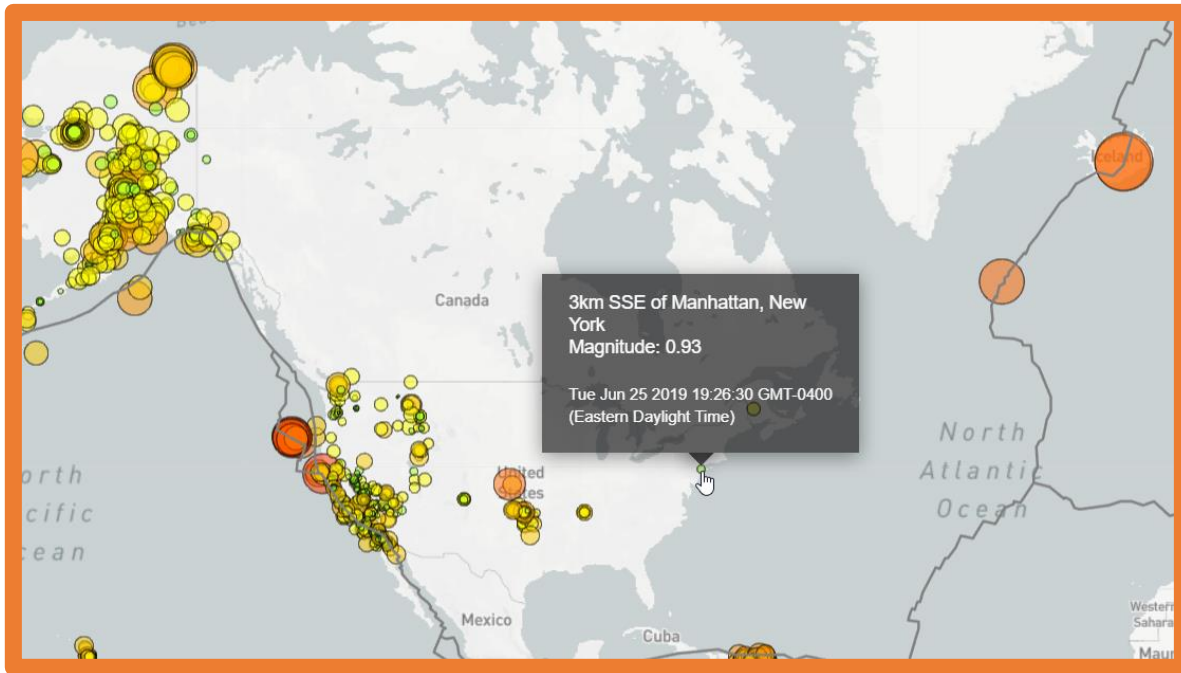 Iceland
Canada
3km SSE of Manhattan, New
York
Magnitude: 0.93
Tue Jun 25 2019 19:26:30 GMT-0400
(Eastern Daylight Time)
North
Atlantic
Ocean
United
States
orth
cific
cean
Mexico
Cuba
Western
Sahara
Maur